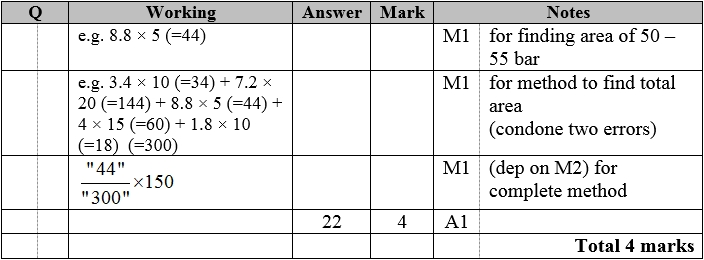 Q Working Answer Mark Notes
e.g. 8.8 × 5 (=44) M1 for finding area of 50 –
55 bar
e.g. 3.4 × 10 (=34) + 7.2 × M1 for method to find total
20 (=144) + 8.8 × 5 (=44) + area
4 × 15 (=60) + 1.8 × 10 (condone two errors)
(=18) (=300)
"44"
"300" ×150 M1 (dep on M2) for
complete method
22 4 A1
Total 4 marks